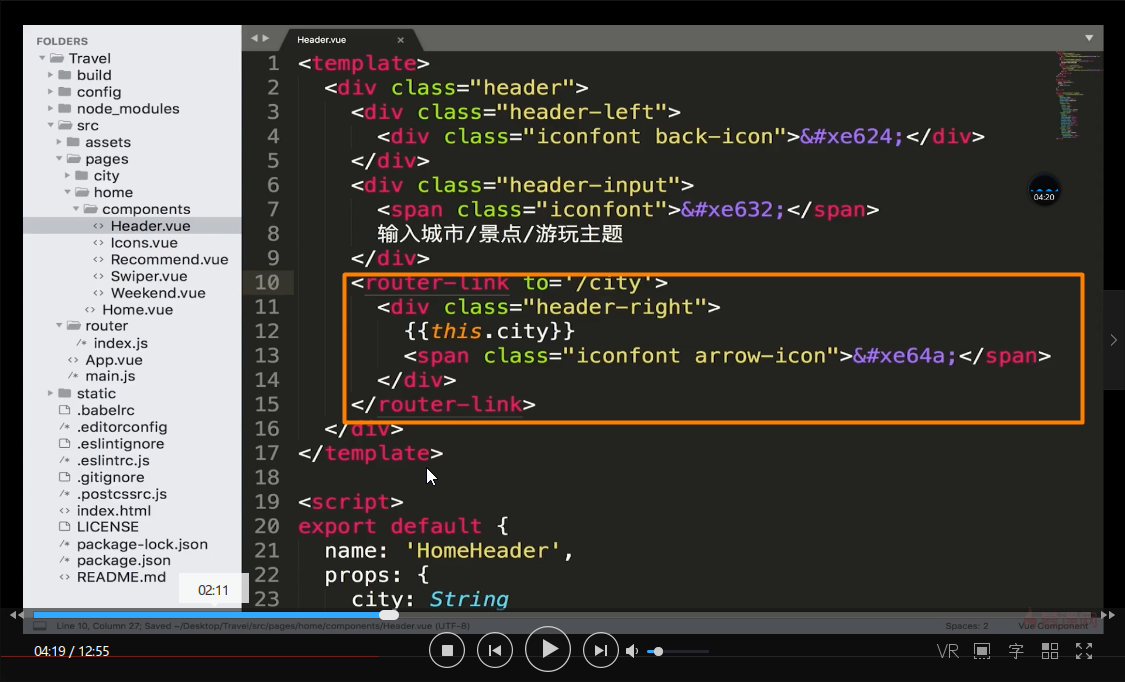 FOLDERS
Travel
build
config
node_modules
src
assets
pages
city
home
components
Header.vue
Icons.vue
Recommend.vue
Swiper.vue
Weekend.vue
Home.vue
router
index.js
App.vue
main.js
static
.babelrc
.editorconfig
.eslintignore
.eslintrc.js
.gitignore
.postcssrc.js
index.html
LICENSE
package-lock.json
package.json
README.md
Header.vue ×
1 <template>
2 <div class="header">
3 <div class="header-left">
4 <div class="iconfont back-icon">&#xe624;</div>
5 </div>
6 <div class="header-input">
7 <span class="iconfont">&#xe632;</span>
8 输入城市/景点/游玩主题
9 </div>
10 <router-link to='/city'>
11 <div class="header-right">
12 {{this.city}}
13 <span class="iconfont arrow-icon">&#xe64a;</span>
14 </div>
15 </router-link>
16 </div>
17 </template>
18
19 <script>
20 export default {
21 name: 'HomeHeader',
22 props: {
23 city: String
04:20
02:11
Line 10, Column 27; Saved ~/Desktop/Travel/src/pages/home/components/Header.vue (UTF-8)
Spaces: 2
Vue Component
04:19 / 12:55
VR
字